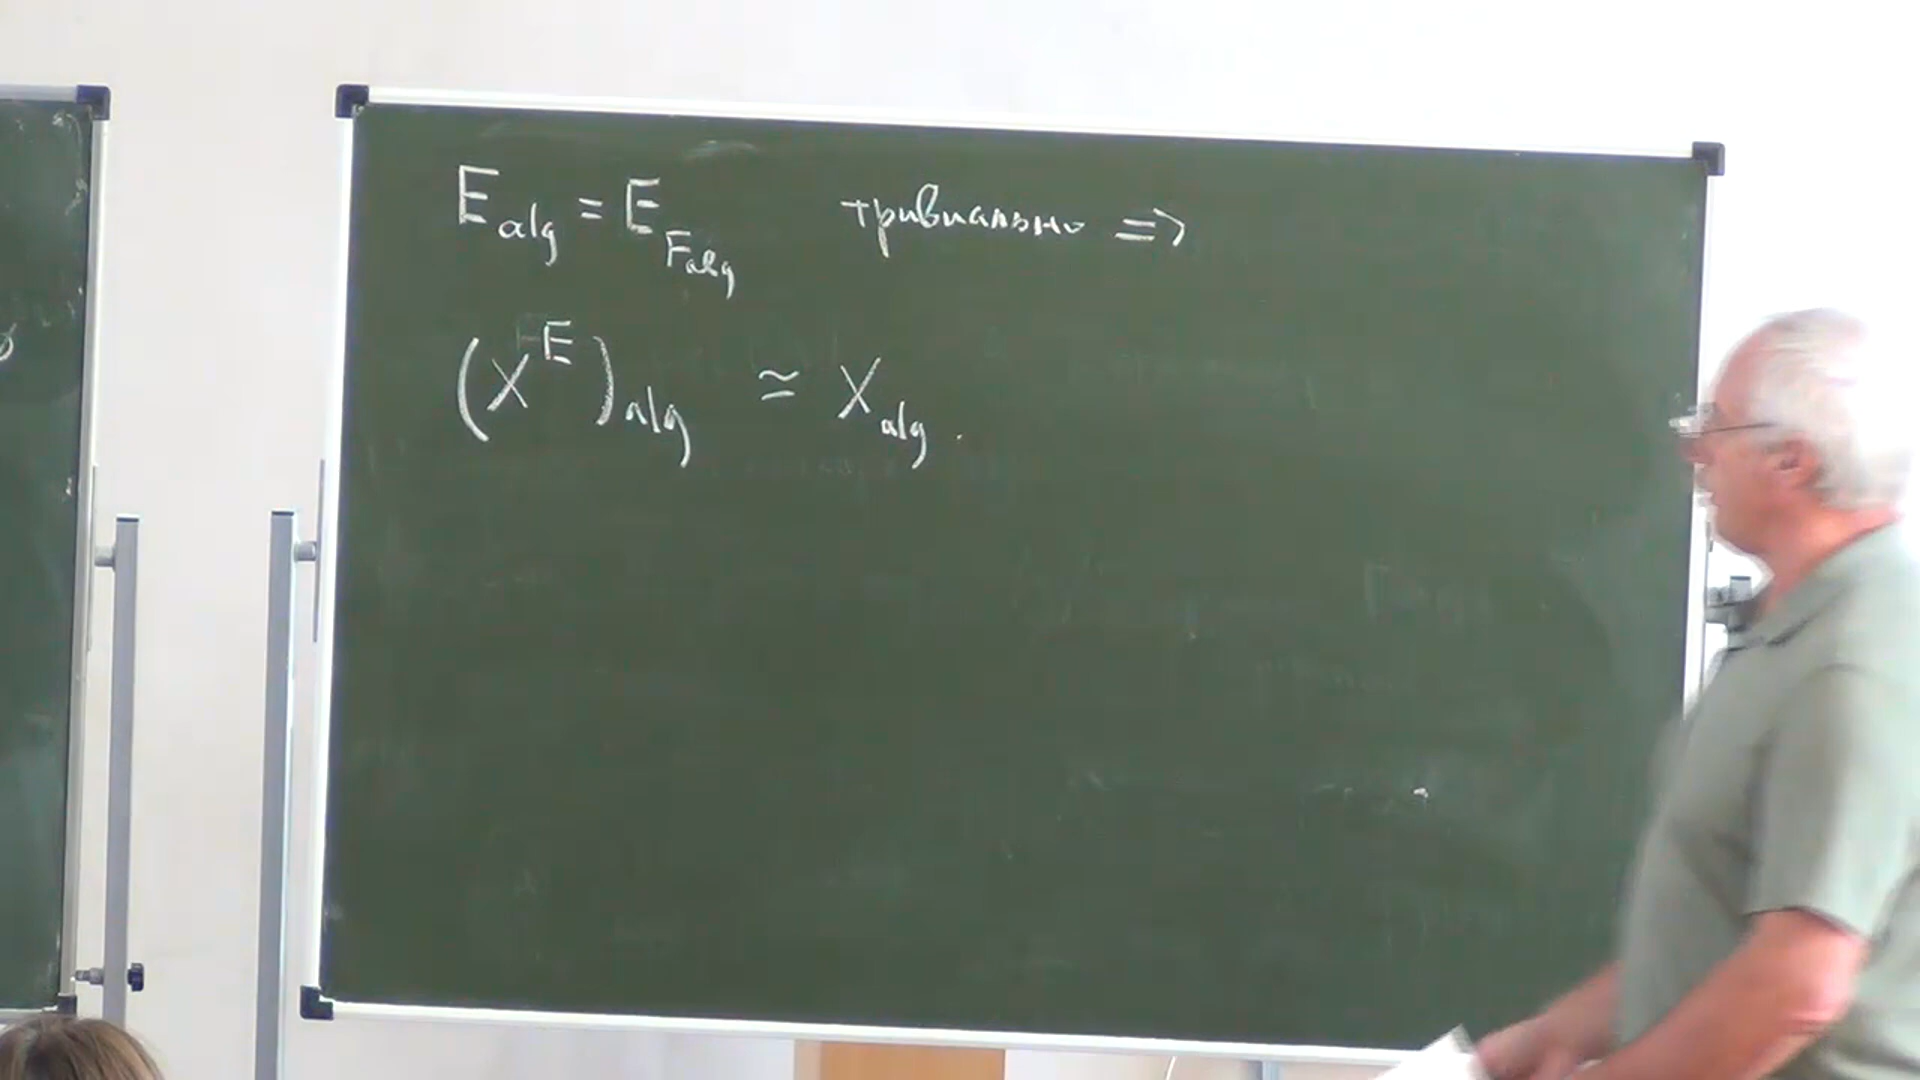 E_alg = E_{F_alg} тривиально ⇒
(X^E)_alg ≃ X_alg.